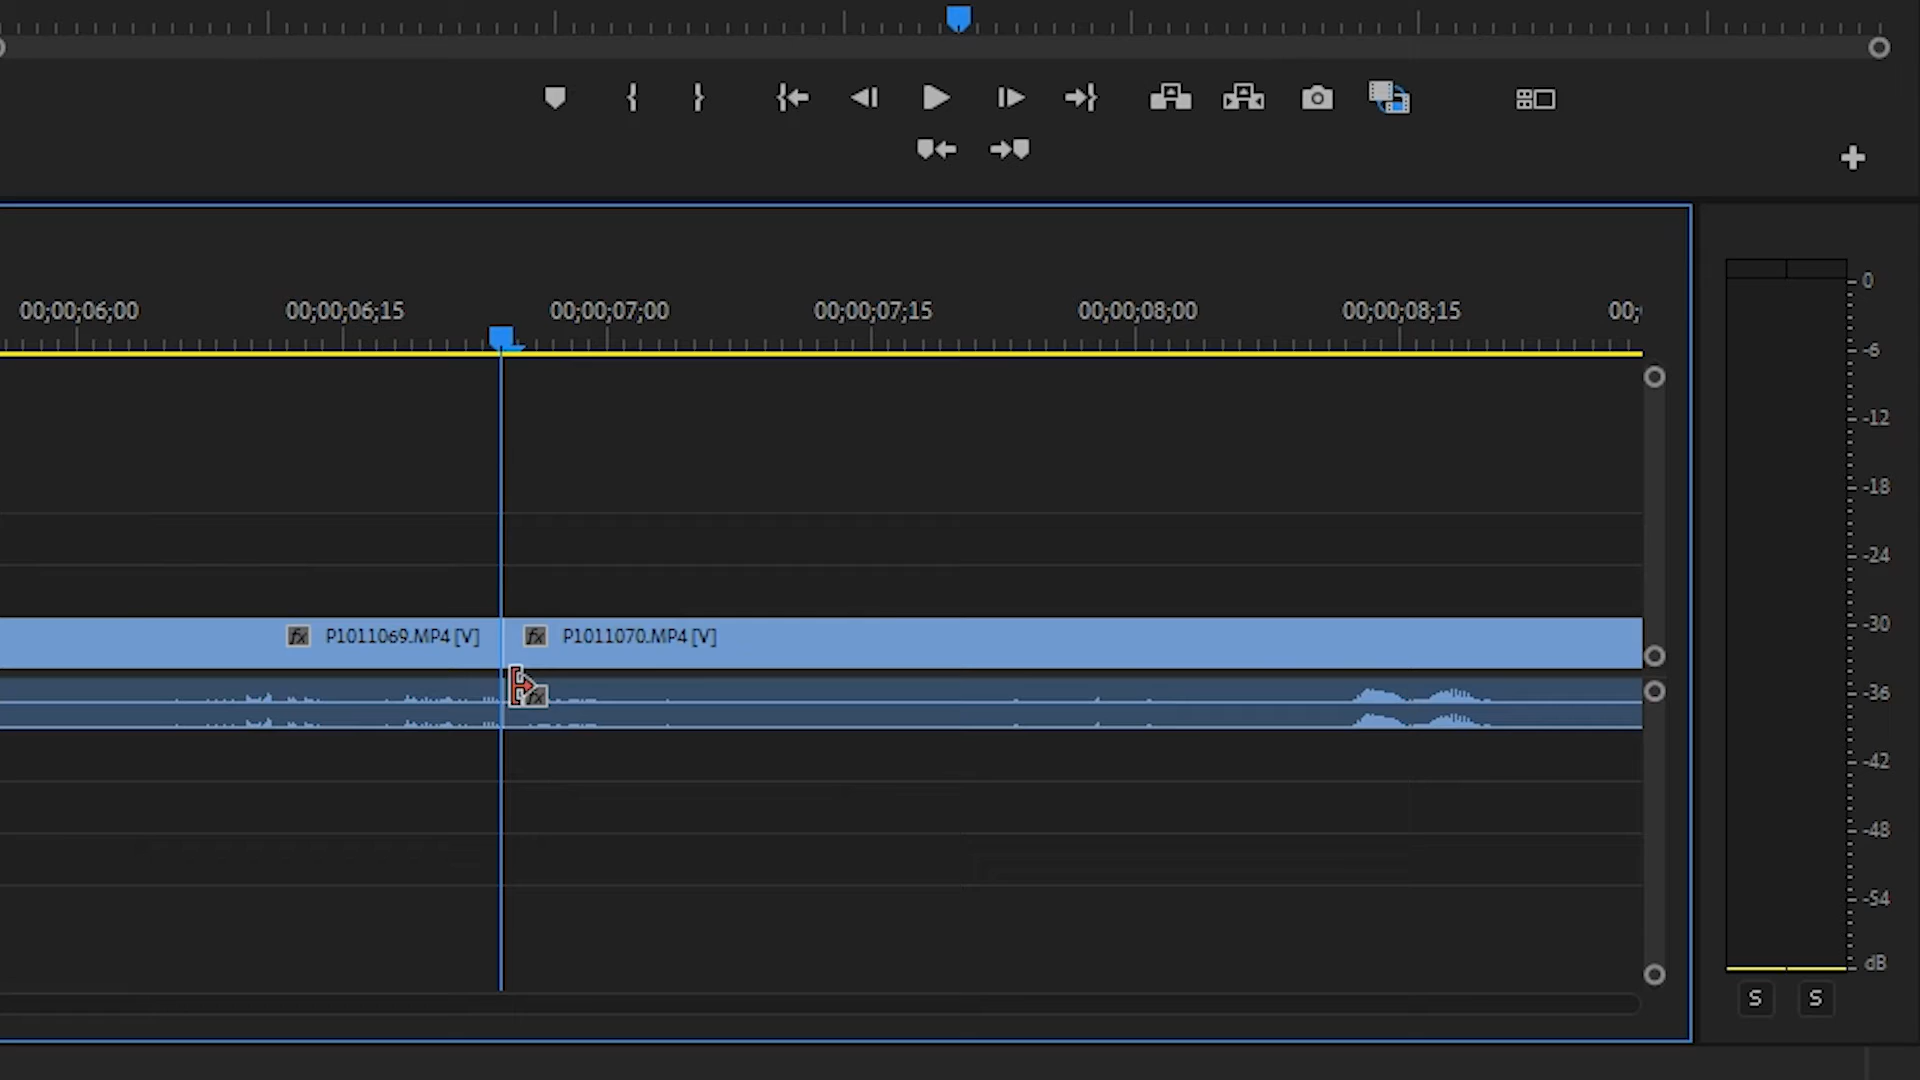 00;00;06;00 00;00;06;15 00;00;07;00 00;00;07;15 00;00;08;00 00;00;08;15 00;(
fx P1011069.MP4 [V] fx P1011070.MP4 [V]
fx
0
-6
-12
-18
-24
-30
-36
-42
-48
-54
dB
S S